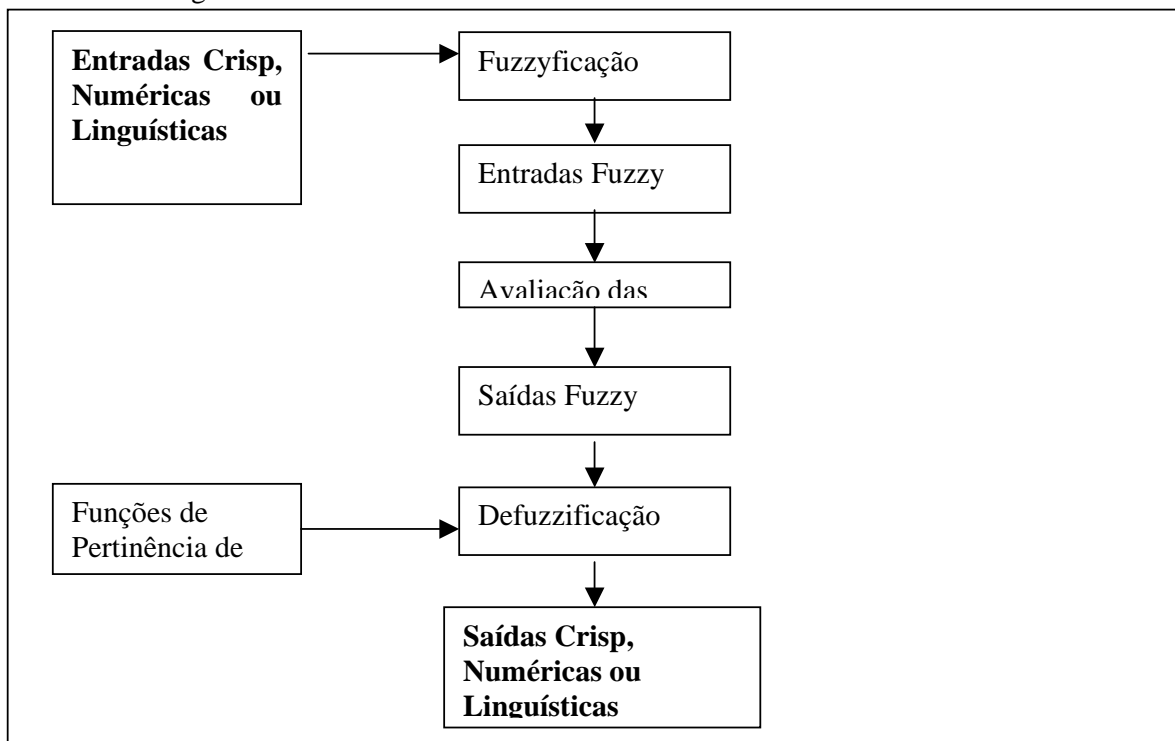 Entradas Crisp,
Numéricas ou
Linguísticas
Fuzzyficação
Entradas Fuzzy
Avaliação das
Saídas Fuzzy
Funções de
Pertinência de
Defuzzificação
Saídas Crisp,
Numéricas ou
Linguísticas